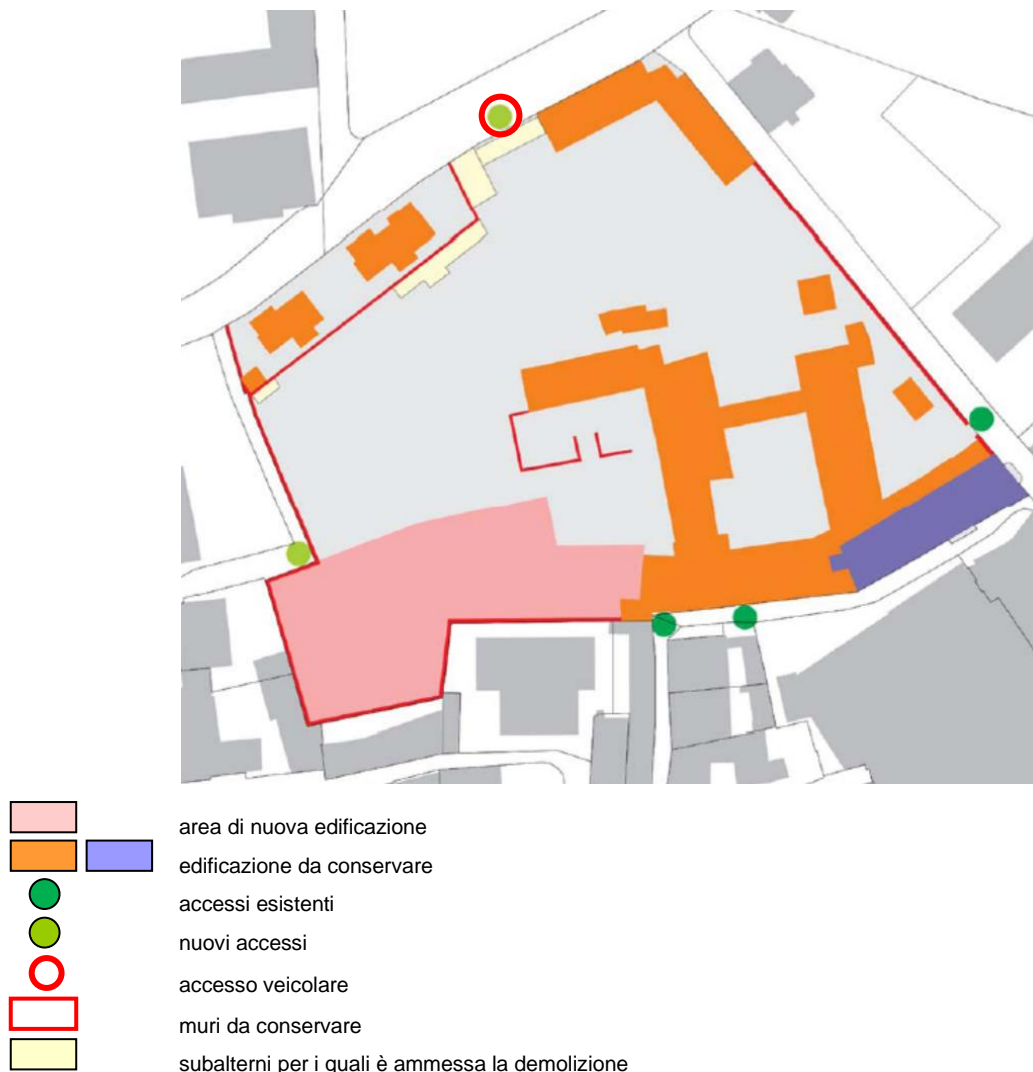 area di nuova edificazione
edificazione da conservare
accessi esistenti
nuovi accessi
accesso veicolare
muri da conservare
subalterni per i quali è ammessa la demolizione